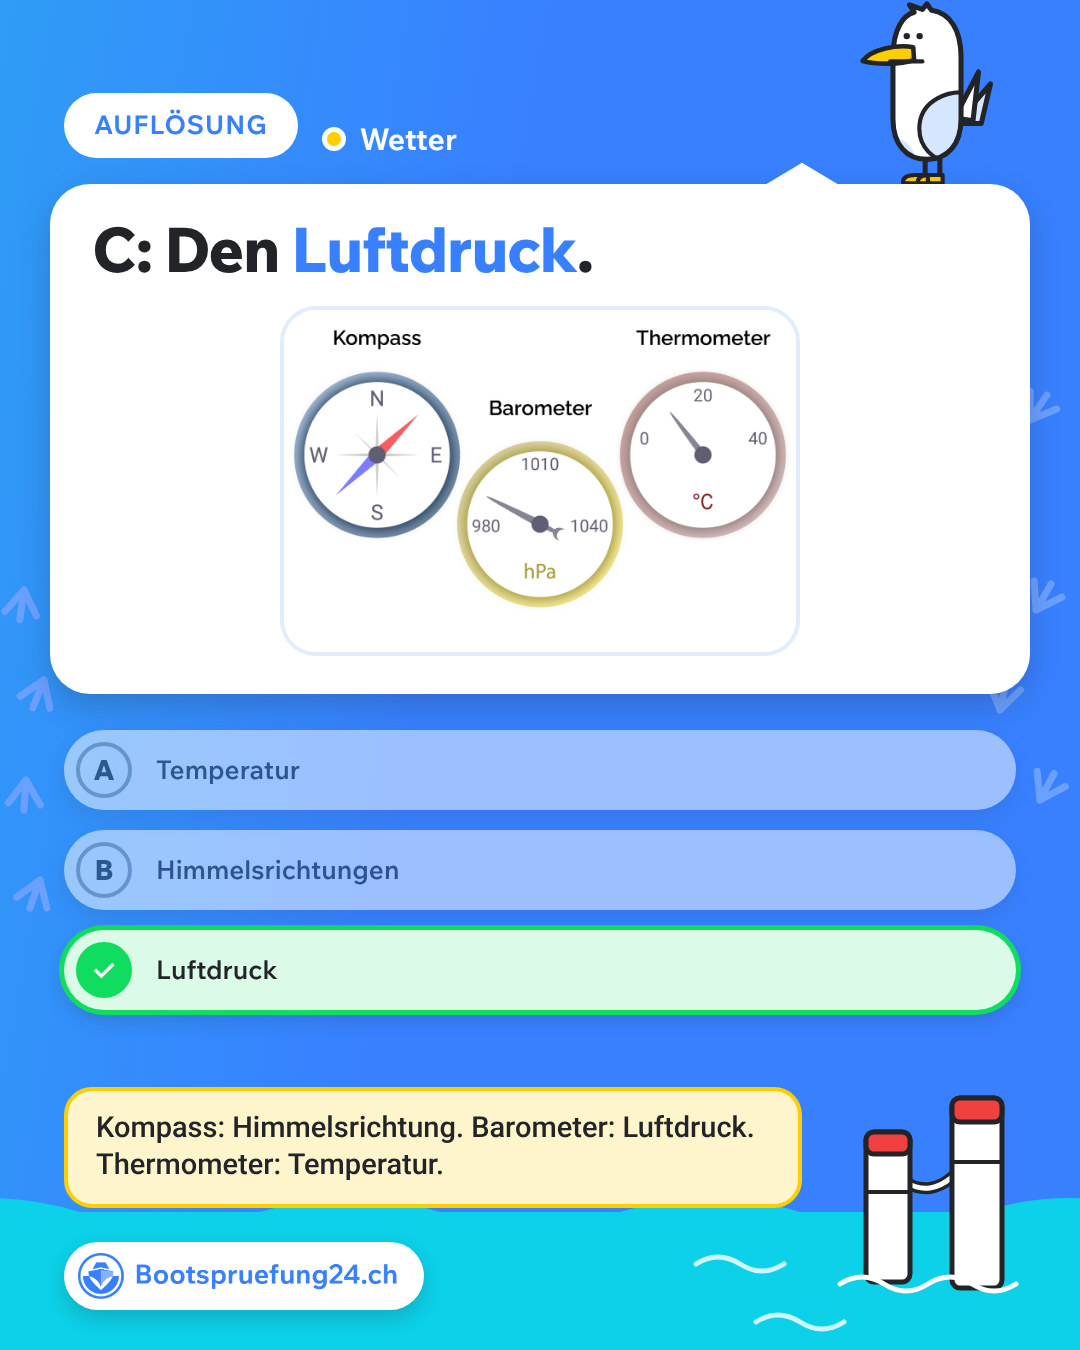 AUFLÖSUNG
Wetter
C: Den Luftdruck.
Kompass
Thermometer
Barometer
N
W
E
S
1010
980
1040
hPa
20
0
40
°C
A
Temperatur
B
Himmelsrichtungen
Luftdruck
Kompass: Himmelsrichtung. Barometer: Luftdruck.
Thermometer: Temperatur.
Bootspruefung24.ch